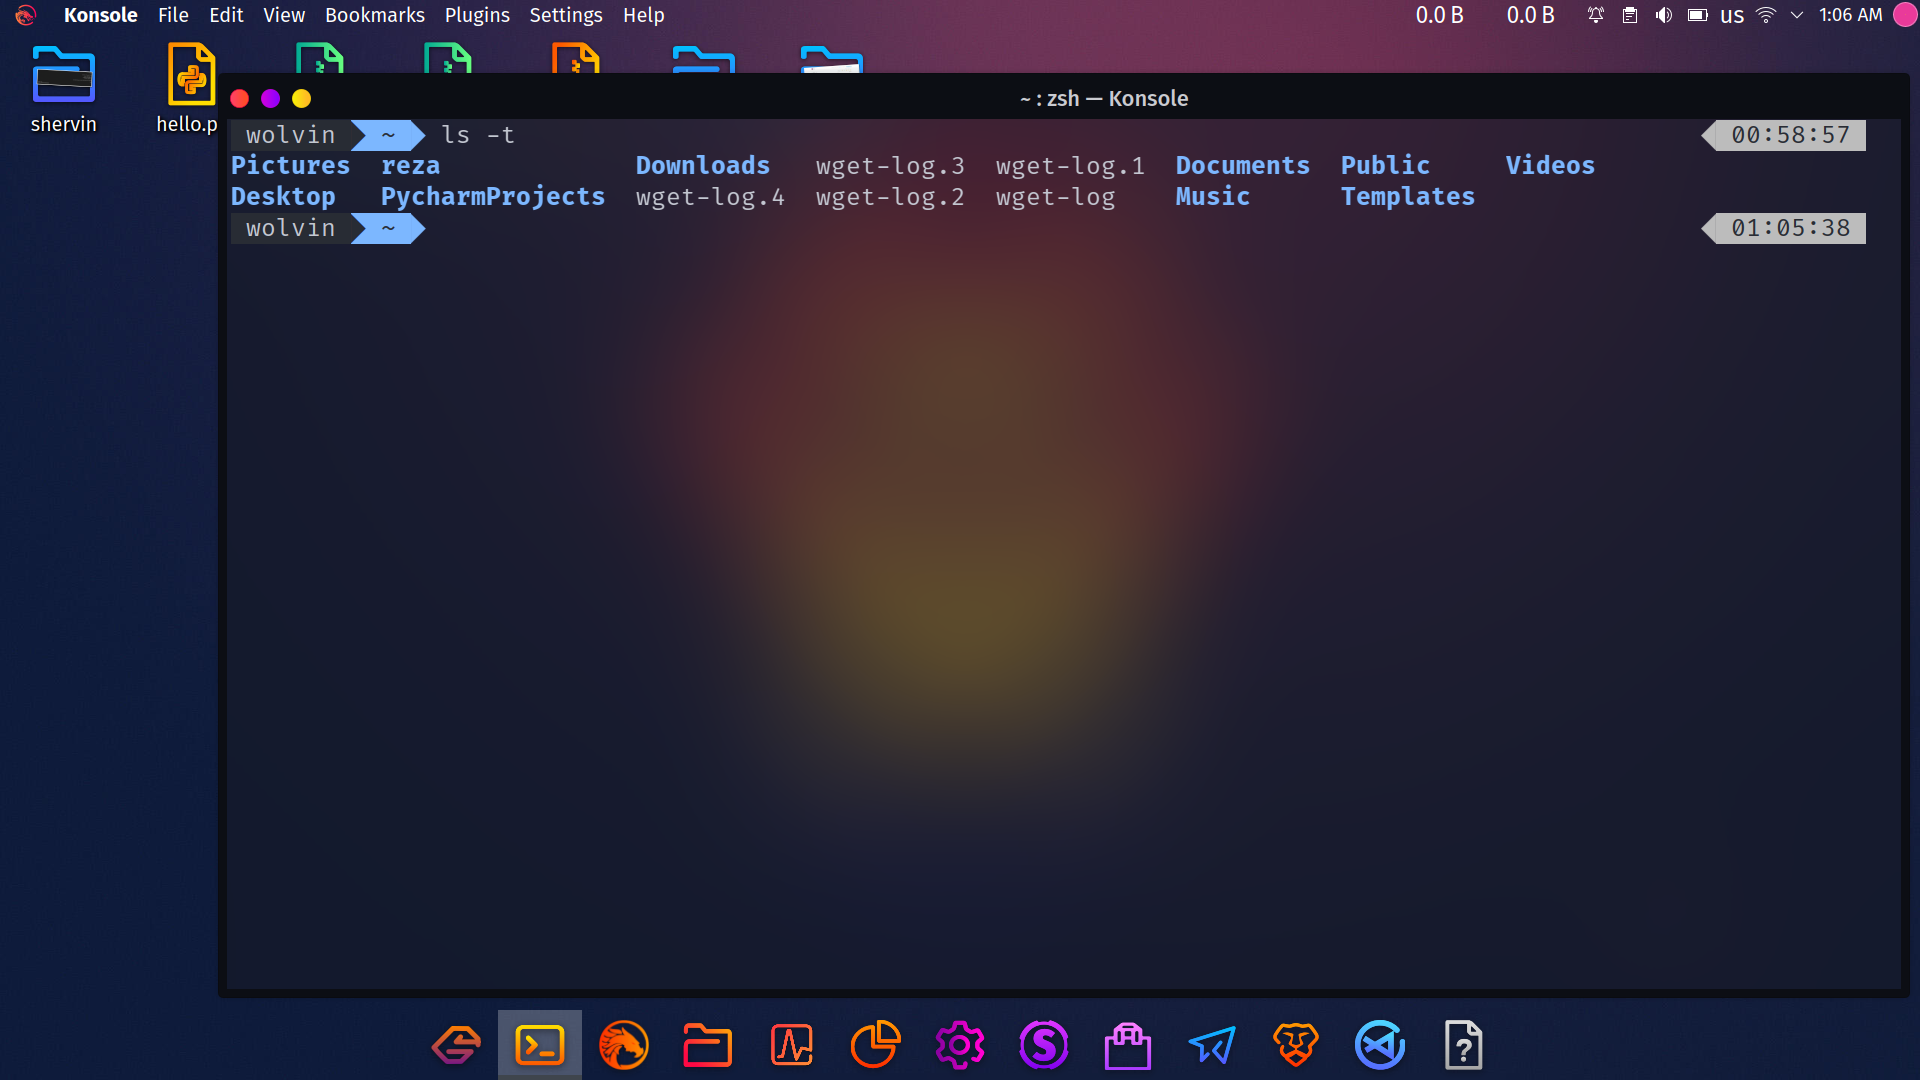 Konsole File Edit View Bookmarks Plugins Settings Help 0.0 B 0.0 B us 1:06 AM
shervin hello.p
~ : zsh — Konsole
wolvin ~ ls -t 00:58:57
Pictures reza Downloads wget-log.3 wget-log.1 Documents Public Videos
Desktop PycharmProjects wget-log.4 wget-log.2 wget-log Music Templates
wolvin ~ 01:05:38